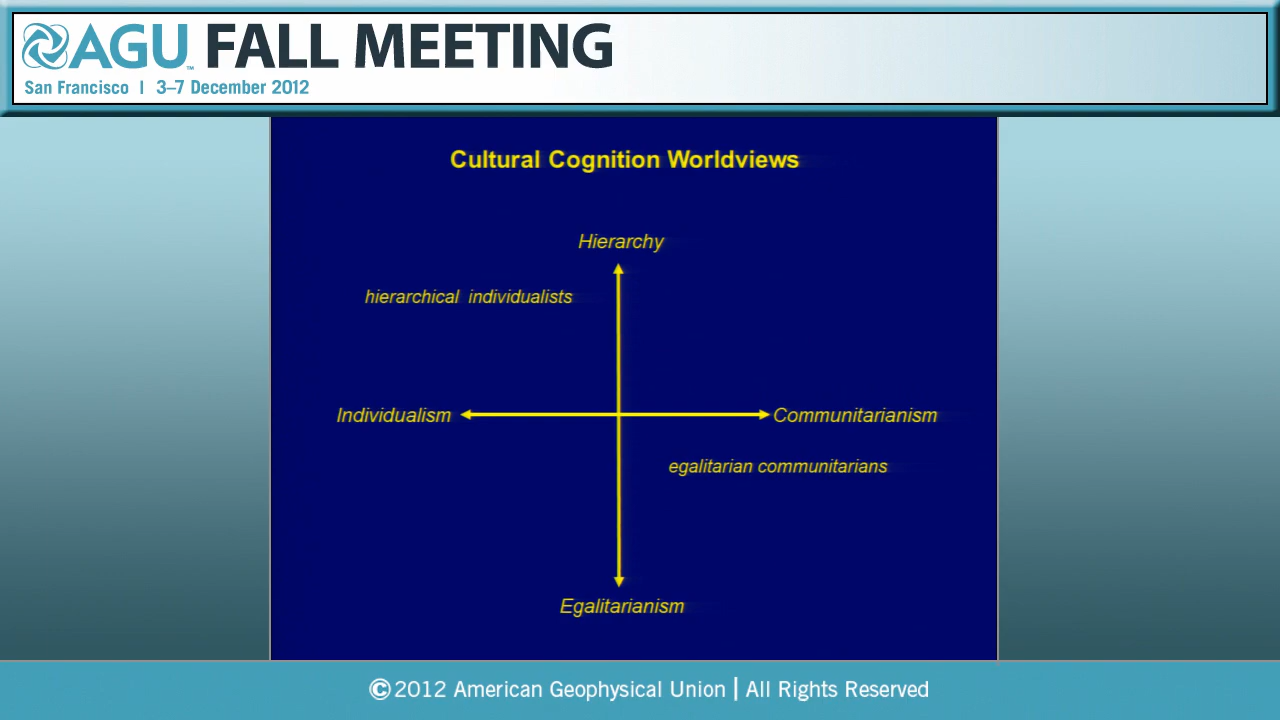 AGU™ FALL MEETING
San Francisco | 3–7 December 2012
Cultural Cognition Worldviews
Hierarchy
hierarchical individualists
Individualism
Communitarianism
egalitarian communitarians
Egalitarianism
©2012 American Geophysical Union | All Rights Reserved